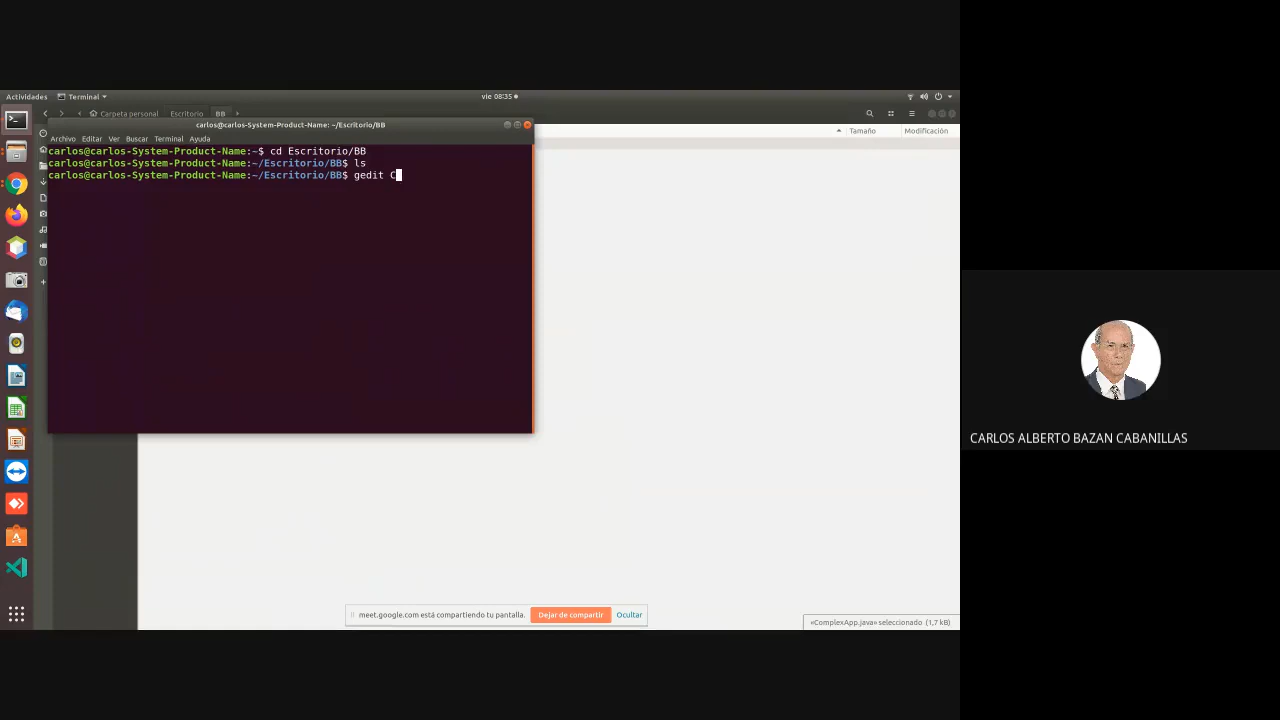 Actividades
Terminal
vie 08:35
Carpeta personal
Escritorio
BB
Tamaño
Modificación
carlos@carlos-System-Product-Name: ~/Escritorio/BB
Archivo Editar Ver Buscar Terminal Ayuda
carlos@carlos-System-Product-Name:~$ cd Escritorio/BB
carlos@carlos-System-Product-Name:~/Escritorio/BB$ ls
carlos@carlos-System-Product-Name:~/Escritorio/BB$ gedit C
CARLOS ALBERTO BAZAN CABANILLAS
meet.google.com está compartiendo tu pantalla.
Dejar de compartir
Ocultar
«ComplexApp.java» seleccionado (1,7 kB)